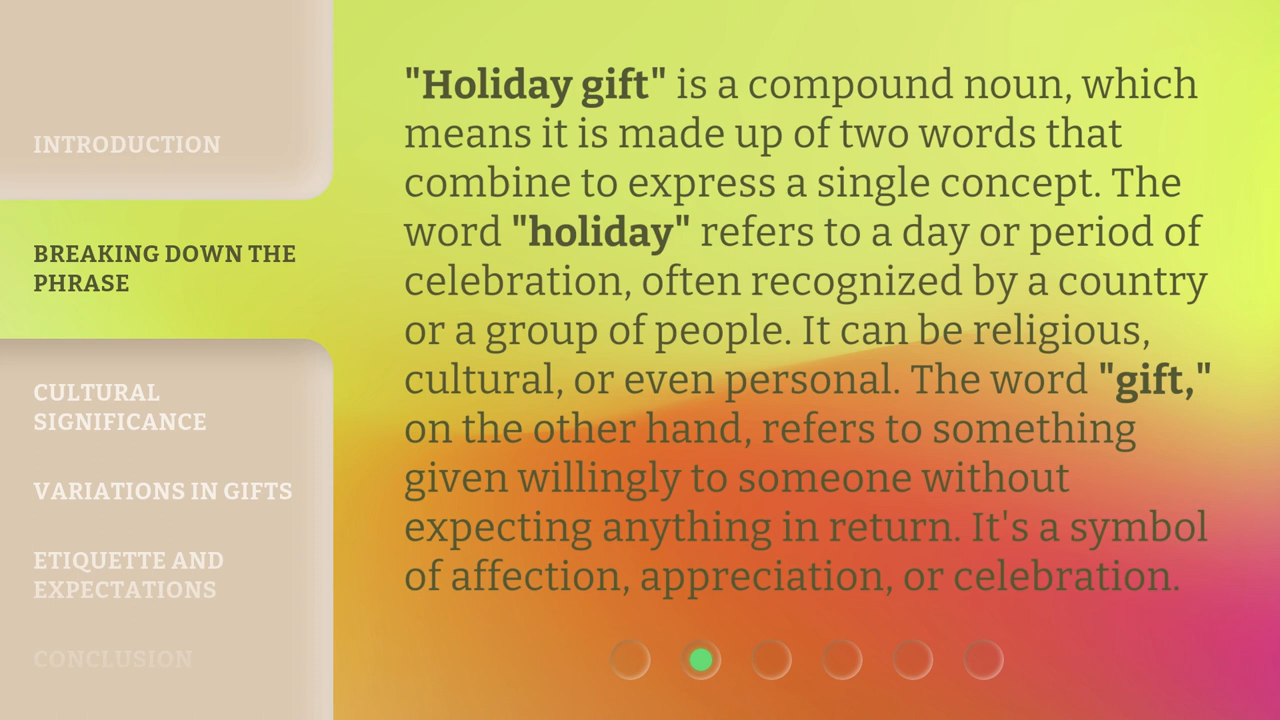 INTRODUCTION
BREAKING DOWN THE
PHRASE
CULTURAL
SIGNIFICANCE
VARIATIONS IN GIFTS
ETIQUETTE AND
EXPECTATIONS
CONCLUSION
"Holiday gift" is a compound noun, which
means it is made up of two words that
combine to express a single concept. The
word "holiday" refers to a day or period of
celebration, often recognized by a country
or a group of people. It can be religious,
cultural, or even personal. The word "gift,"
on the other hand, refers to something
given willingly to someone without
expecting anything in return. It's a symbol
of affection, appreciation, or celebration.